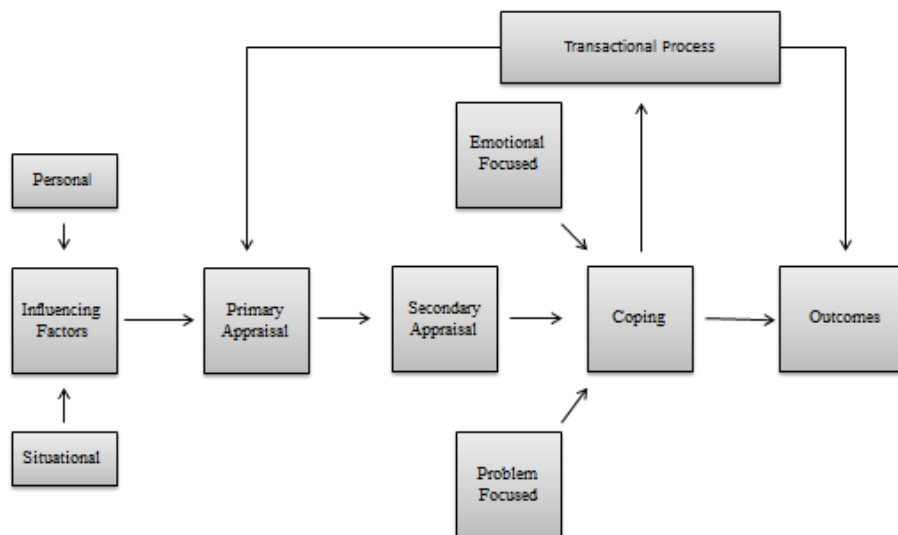 Transactional Process
Emotional
Focused
Personal
Influencing
Factors
Primary
Appraisal
Secondary
Appraisal
Coping
Outcomes
Situational
Problem
Focused